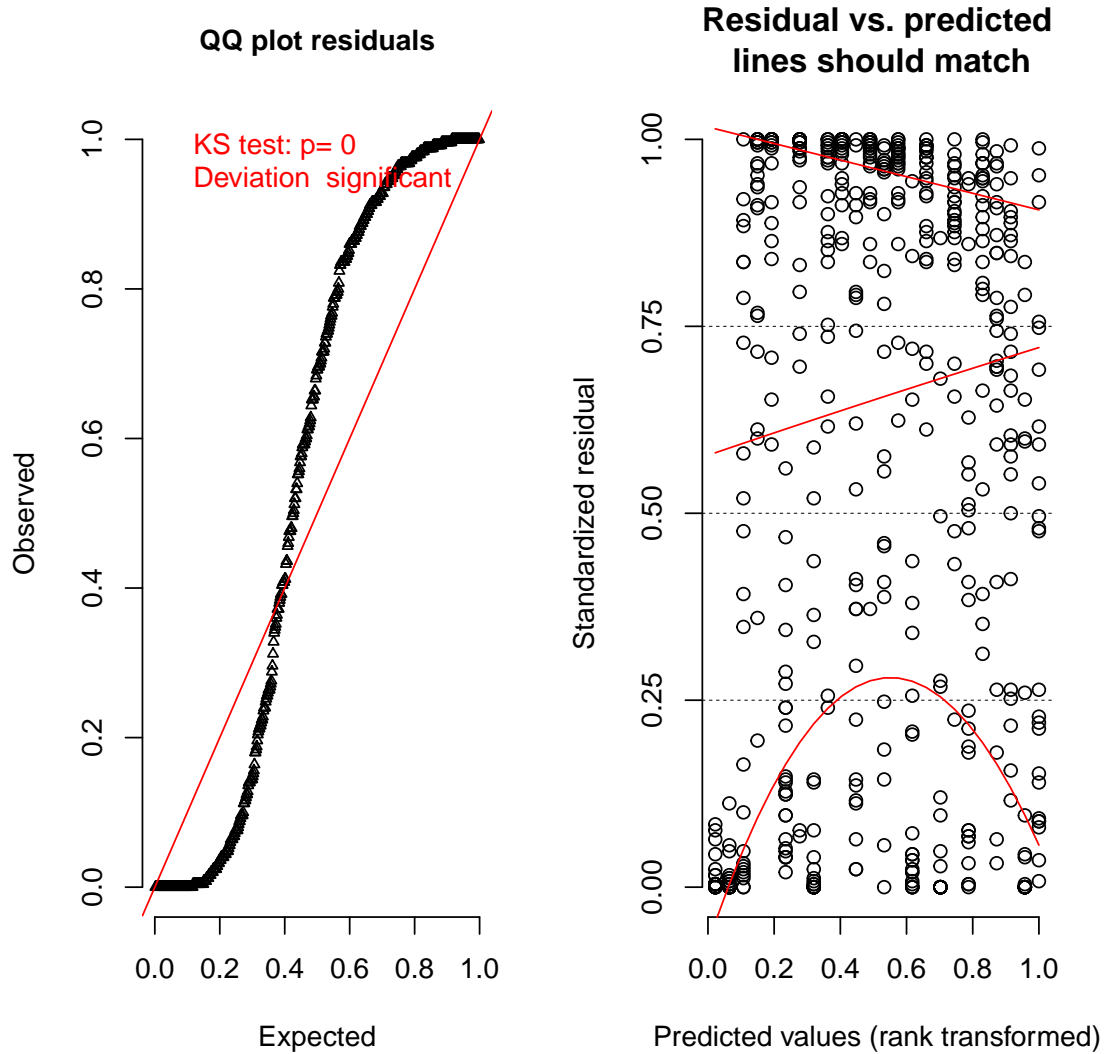 QQ plot residuals
KS test: p= 0
Deviation  significant
Observed
0.0
0.2
0.4
0.6
0.8
1.0
0.0 0.2 0.4 0.6 0.8 1.0
Expected
Residual vs. predicted
lines should match
Standardized residual
0.00
0.25
0.50
0.75
1.00
0.0 0.2 0.4 0.6 0.8 1.0
Predicted values (rank transformed)